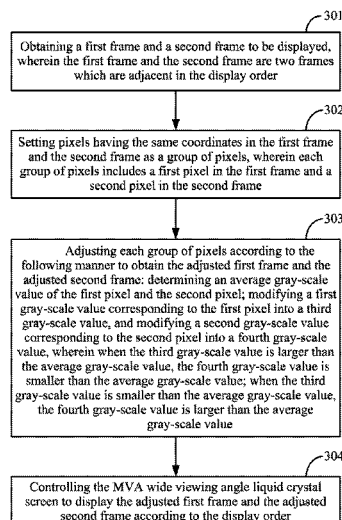 301
Obtaining a first frame and a second frame to be displayed,
wherein the first frame and the second frame are two frames
which are adjacent in the display order
302
Setting pixels having the same coordinates in the first frame
and the second frame as a group of pixels, wherein each
group of pixels includes a first pixel in the first frame and a
second pixel in the second frame
303
Adjusting each group of pixels according to the
following manner to obtain the adjusted first frame and the
adjusted second frame: determining an average gray-scale
value of the first pixel and the second pixel; modifying a first
gray-scale value corresponding to the first pixel into a third
gray-scale value, and modifying a second gray-scale value
corresponding to the second pixel into a fourth gray-scale
value, wherein when the third gray-scale value is larger than
the average gray-scale value, the fourth gray-scale value is
smaller than the average gray-scale value; when the third
gray-scale value is smaller than the average gray-scale value,
the fourth gray-scale value is larger than the average
gray-scale value
304
Controlling the MVA wide viewing angle liquid crystal
screen to display the adjusted first frame and the adjusted
second frame according to the display order